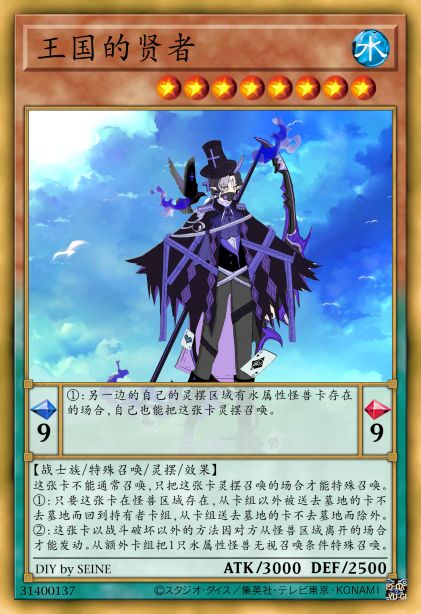 王国的贤者
水
①:另一边的自己的灵摆区域有水属性怪兽卡存在
的场合,自己也能把这张卡灵摆召唤。
9
9
【战士族/特殊召唤/灵摆/效果】
这张卡不能通常召唤,只把这张卡灵摆召唤的场合才能特殊召唤。
①:只要这张卡在怪兽区域存在,从卡组以外被送去墓地的卡不
去墓地而回到持有者卡组,从卡组送去墓地的卡不去墓地而除外。
②:这张卡以战斗破坏以外的方法因对方从怪兽区域离开的场合
才能发动。从额外卡组把1只水属性怪兽无视召唤条件特殊召唤。
DIY by SEINE
ATK/3000 DEF/2500
31400137
©スタジオ・ダイス／集英社・テレビ東京・KONAMI